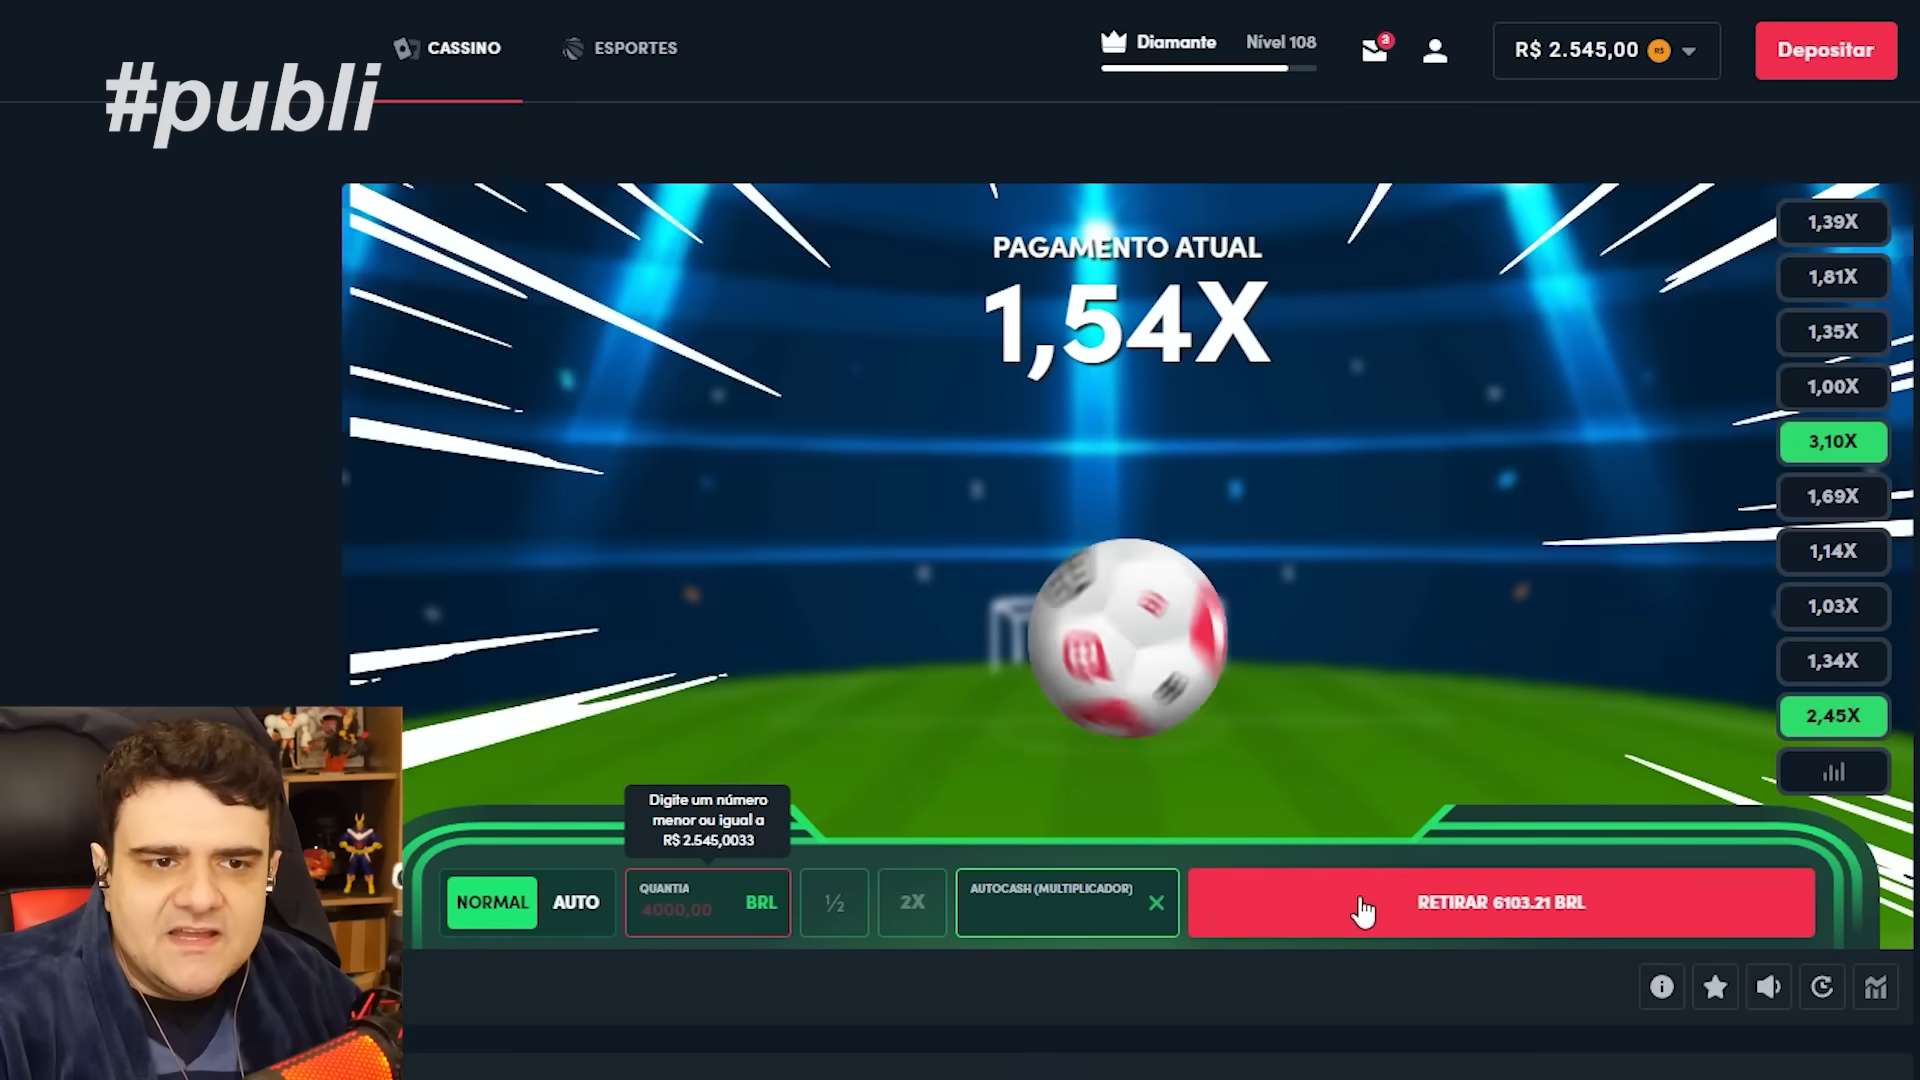 #publi
CASSINO
ESPORTES
Diamante
Nível 108
3
R$ 2.545,00
R$
Depositar
PAGAMENTO ATUAL
1,54X
1,39X
1,81X
1,35X
1,00X
3,10X
1,69X
1,14X
1,03X
1,34X
2,45X
Digite um número
menor ou igual a
R$ 2.545,0033
NORMAL
AUTO
QUANTIA
4000,00
BRL
½
2X
AUTOCASH (MULTIPLICADOR)
RETIRAR 6103.21 BRL